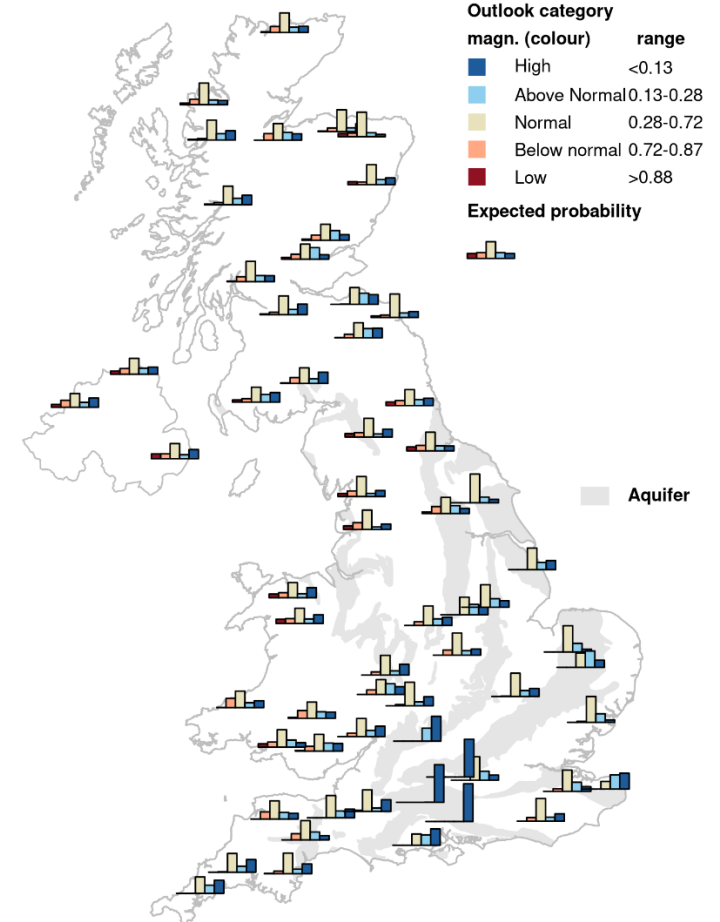 Outlook category
magn. (colour) range
High <0.13
Above Normal 0.13-0.28
Normal 0.28-0.72
Below normal 0.72-0.87
Low >0.88
Expected probability
Aquifer